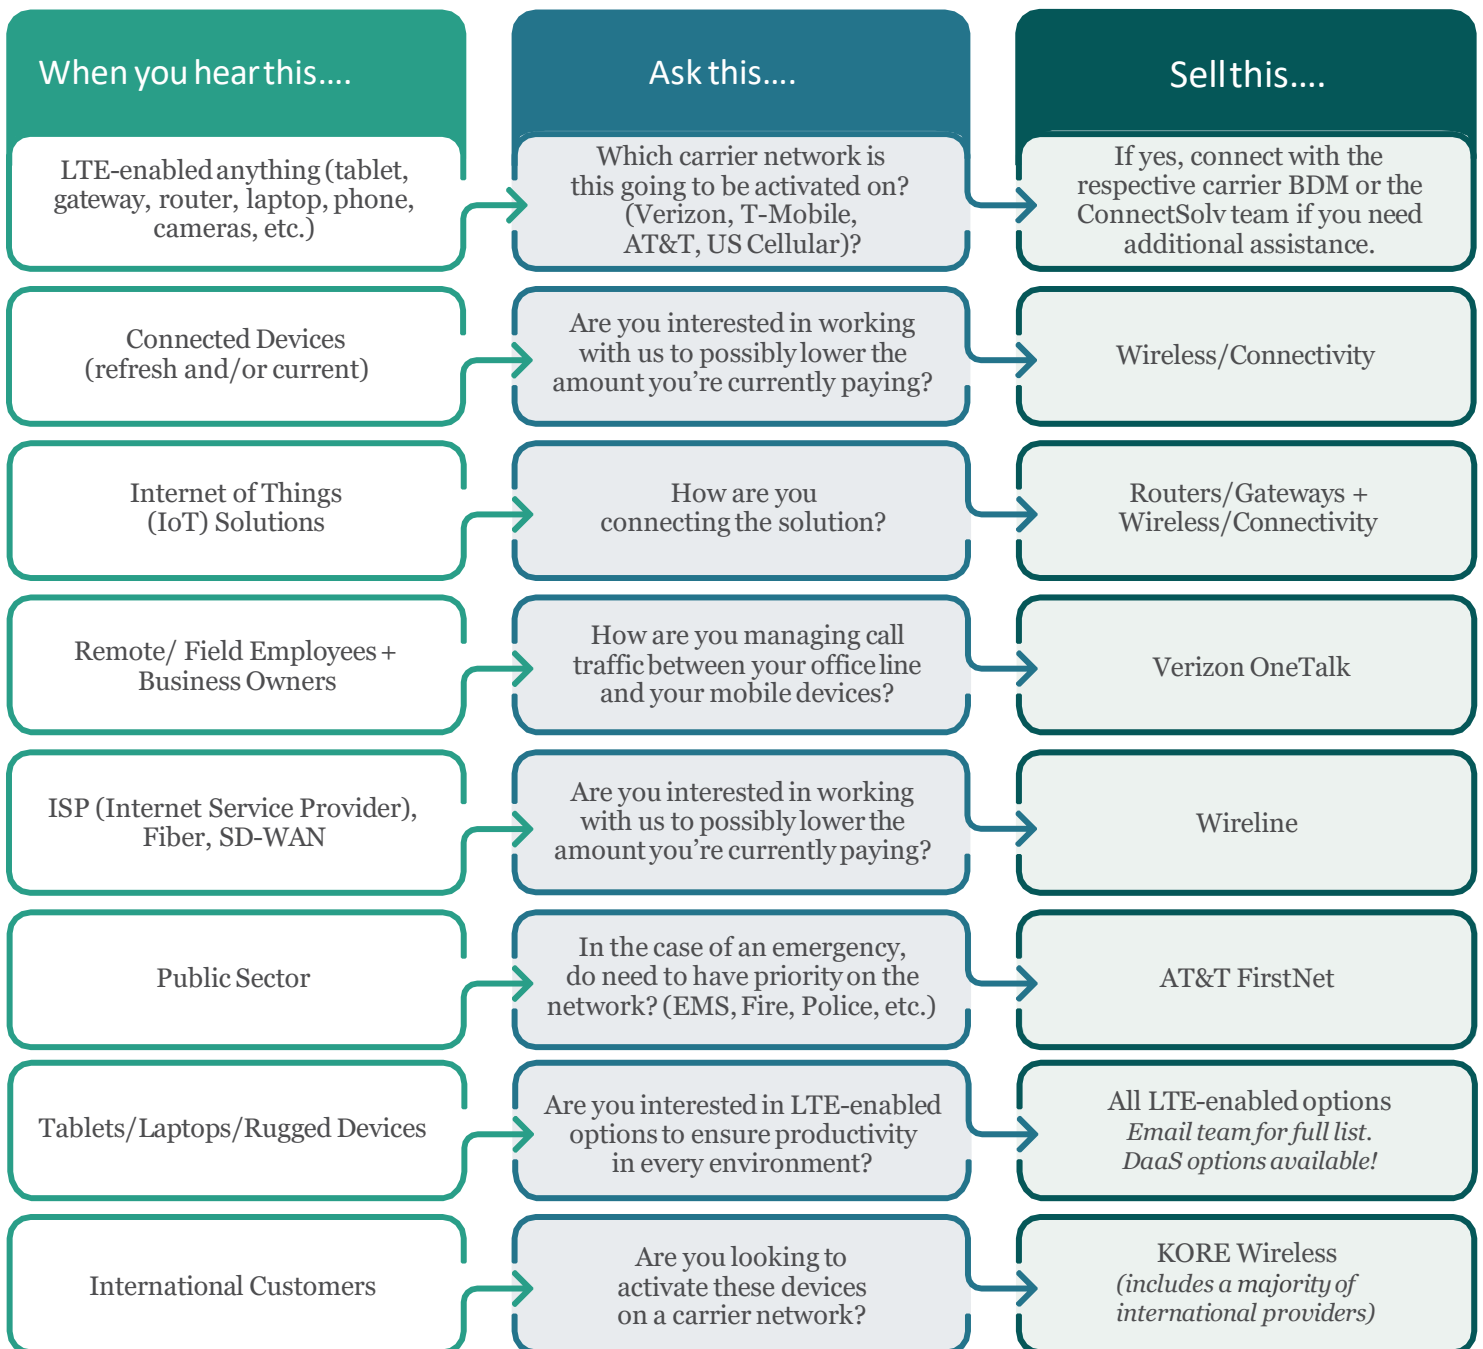 When you hear this....
Ask this....
Sell this....
LTE-enabled anything (tablet,
gateway, router, laptop, phone,
cameras, etc.)
Which carrier network is
this going to be activated on?
(Verizon, T-Mobile,
AT&T, US Cellular)?
If yes, connect with the
respective carrier BDM or the
ConnectSolv team if you need
additional assistance.
Connected Devices
(refresh and/or current)
Are you interested in working
with us to possibly lower the
amount you're currently paying?
Wireless/Connectivity
Internet of Things
(IoT) Solutions
How are you
connecting the solution?
Routers/Gateways +
Wireless/Connectivity
Remote/ Field Employees +
Business Owners
How are you managing call
traffic between your office line
and your mobile devices?
Verizon OneTalk
ISP (Internet Service Provider),
Fiber, SD-WAN
Are you interested in working
with us to possibly lower the
amount you're currently paying?
Wireline
Public Sector
In the case of an emergency,
do need to have priority on the
network? (EMS, Fire, Police, etc.)
AT&T FirstNet
Tablets/Laptops/Rugged Devices
Are you interested in LTE-enabled
options to ensure productivity
in every environment?
All LTE-enabled options
Email team for full list.
DaaS options available!
International Customers
Are you looking to
activate these devices
on a carrier network?
KORE Wireless
(includes a majority of
international providers)